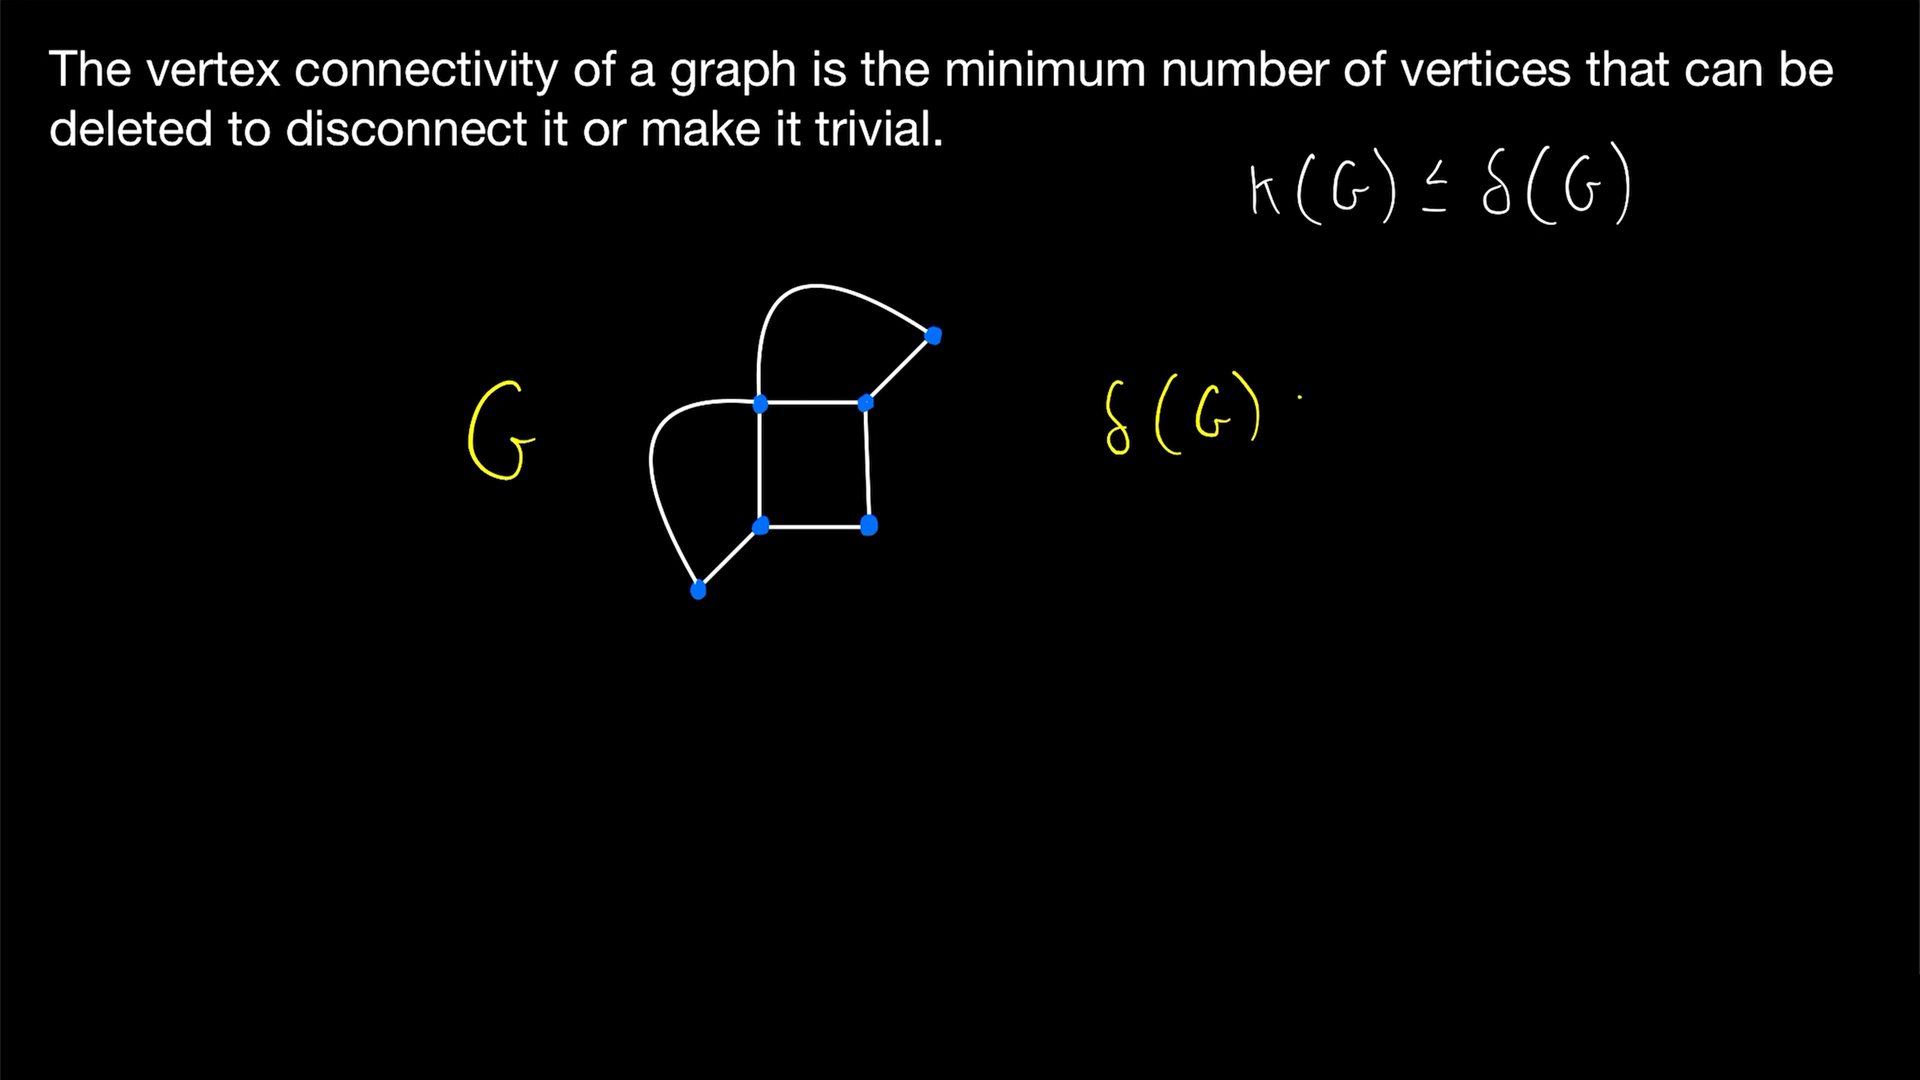 The vertex connectivity of a graph is the minimum number of vertices that can be
deleted to disconnect it or make it trivial.
κ(G) ≤ δ(G)
G
δ(G)